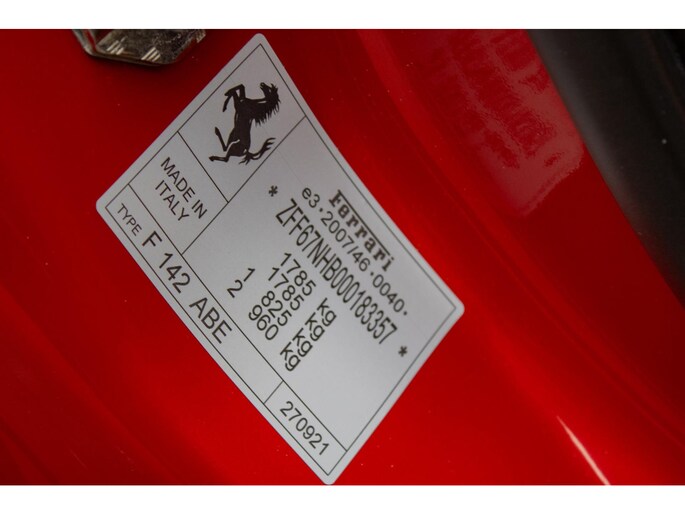 Ferrari
e3*2007/46*0040*
* ZFF67NHB000183357 *
1785 kg
1785 kg
1 825 kg
2 960 kg
MADE IN
ITALY
TYPE F 142 ABE
270921